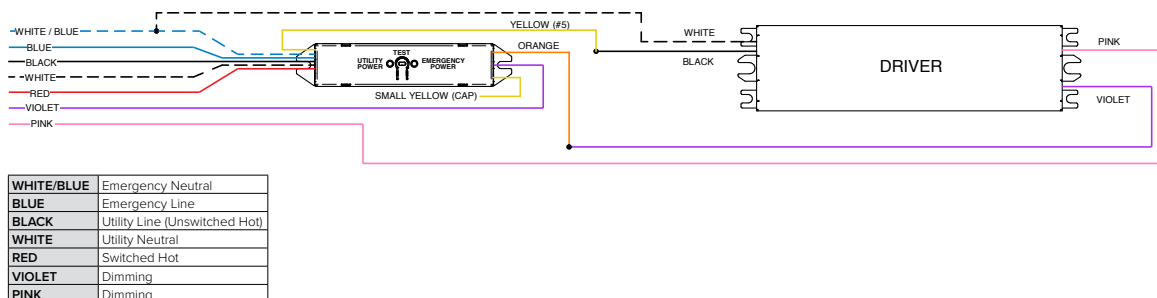 YELLOW (#5)
WHITE / BLUE
WHITE
PINK
BLUE
TEST
ORANGE
BLACK
UTILITY POWER
EMERGENCY POWER
BLACK
DRIVER
WHITE
RED
SMALL YELLOW (CAP)
VIOLET
VIOLET
PINK
WHITE/BLUE Emergency Neutral
BLUE Emergency Line
BLACK Utility Line (Unswitched Hot)
WHITE Utility Neutral
RED Switched Hot
VIOLET Dimming
PINK Dimming